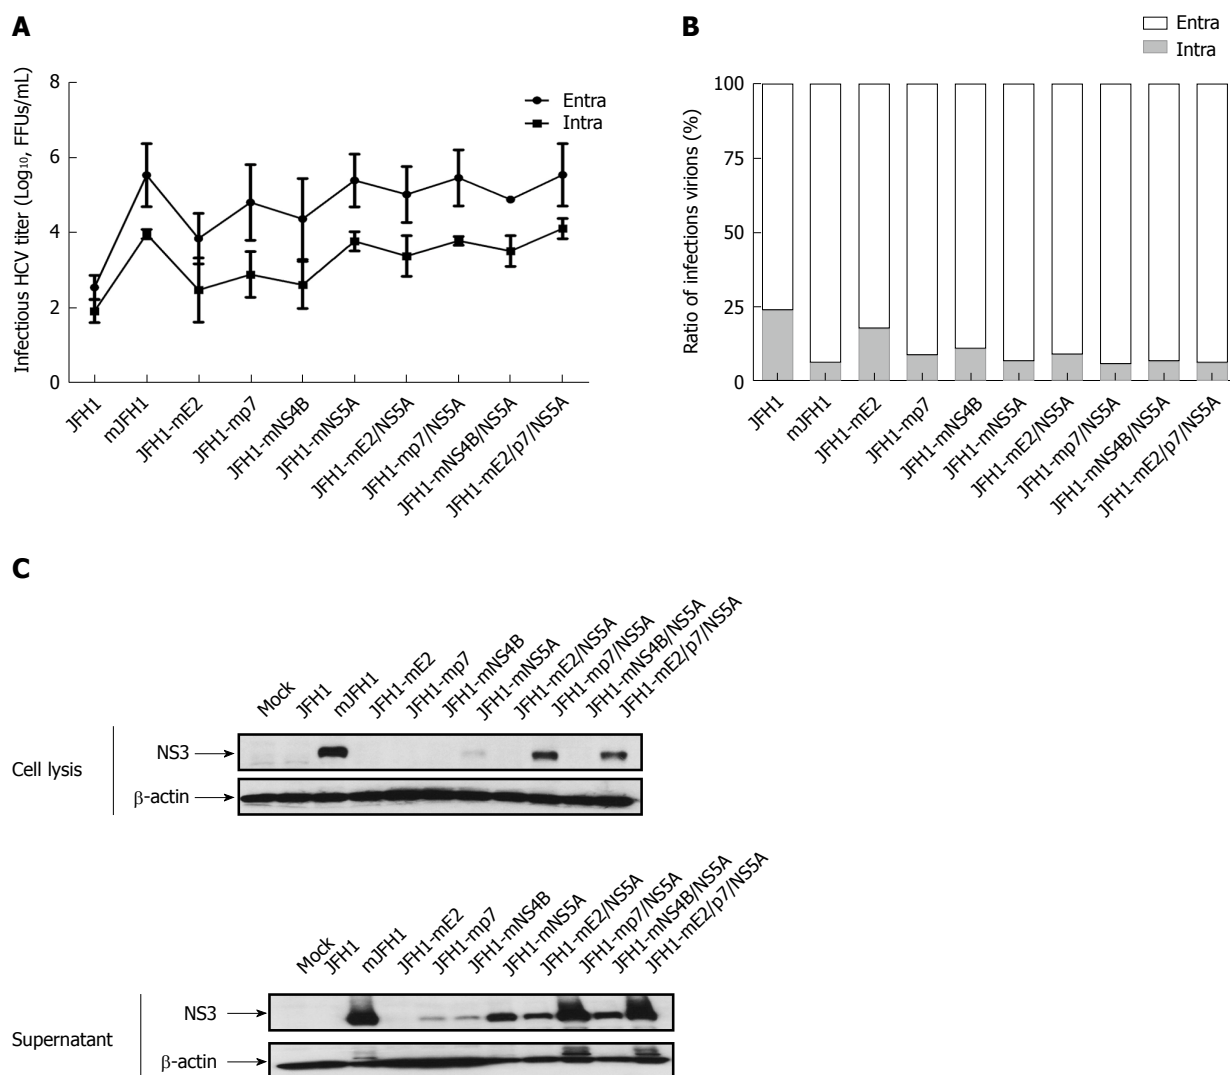 A
Infectious HCV titer (Log₁₀, FFUs/mL)
8
6
4
2
0
Entra
Intra
JFH1
mJFH1
JFH1-mE2
JFH1-mp7
JFH1-mNS4B
JFH1-mNS5A
JFH1-mE2/NS5A
JFH1-mp7/NS5A
JFH1-mNS4B/NS5A
JFH1-mE2/p7/NS5A
B
Entra
Intra
Ratio of infections virions (%)
100
75
50
25
0
JFH1
mJFH1
JFH1-mE2
JFH1-mp7
JFH1-mNS4B
JFH1-mNS5A
JFH1-mE2/NS5A
JFH1-mp7/NS5A
JFH1-mNS4B/NS5A
JFH1-mE2/p7/NS5A
C
Mock
JFH1
mJFH1
JFH1-mE2
JFH1-mp7
JFH1-mNS4B
JFH1-mNS5A
JFH1-mE2/NS5A
JFH1-mp7/NS5A
JFH1-mNS4B/NS5A
JFH1-mE2/p7/NS5A
Cell lysis
NS3
β-actin
Mock
JFH1
mJFH1
JFH1-mE2
JFH1-mp7
JFH1-mNS4B
JFH1-mNS5A
JFH1-mE2/NS5A
JFH1-mp7/NS5A
JFH1-mNS4B/NS5A
JFH1-mE2/p7/NS5A
Supernatant
NS3
β-actin